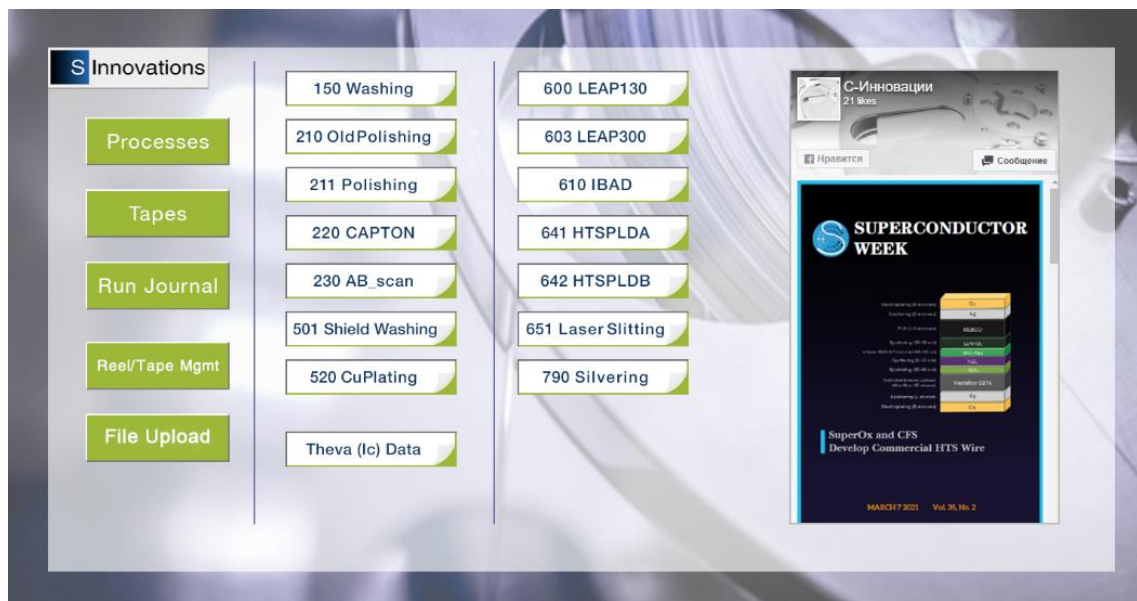 S Innovations
Processes
Tapes
Run Journal
Reel/Tape Mgmt
File Upload
150 Washing
210 OldPolishing
211 Polishing
220 CAPTON
230 AB_scan
501 Shield Washing
520 CuPlating
Theva (Ic) Data
600 LEAP130
603 LEAP300
610 IBAD
641 HTSPLDA
642 HTSPLDB
651 LaserSlitting
790 Silvering
С-Инновации
21 likes
Нравится
Сообщение
SUPERCONDUCTOR
WEEK
Cu
Ag
REBCO
Hastelloy C276
Ag
Cu
SuperOx and CFS
Develop Commercial HTS Wire
MARCH 7 2021 Vol. 35, No. 2